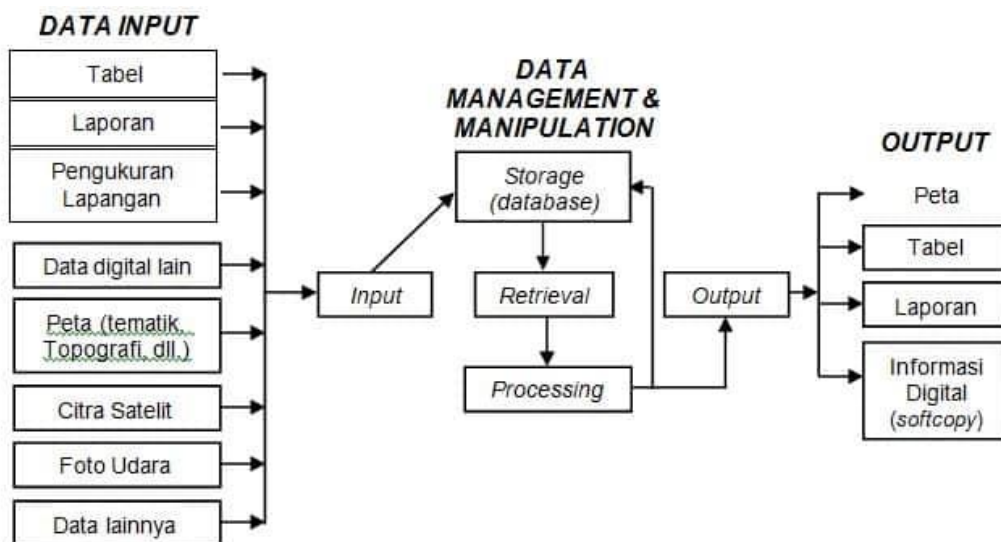 DATA INPUT
Tabel
Laporan
Pengukuran
Lapangan
Data digital lain
Peta (tematik,
Topografi, dll.)
Citra Satelit
Foto Udara
Data lainnya
Input
DATA
MANAGEMENT &
MANIPULATION
Storage
(database)
Retrieval
Processing
Output
OUTPUT
Peta
Tabel
Laporan
Informasi
Digital
(softcopy)